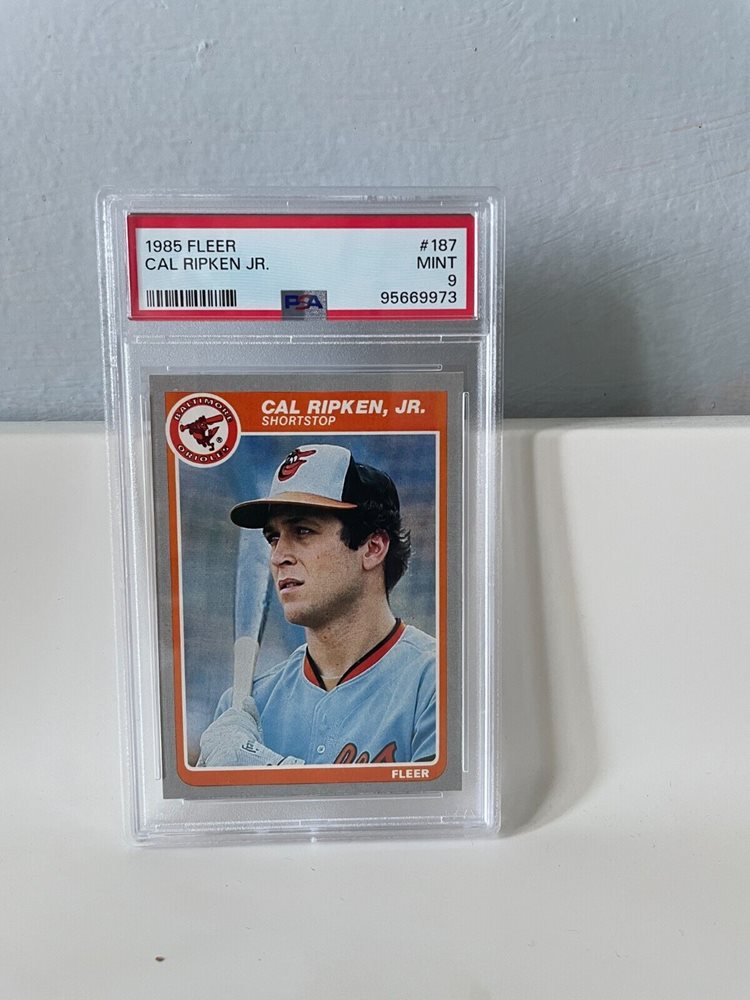 1985 FLEER #187
CAL RIPKEN JR. MINT
9
PSA 95669973
BALTIMORE
ORIOLES
®
CAL RIPKEN, JR.
SHORTSTOP
FLEER